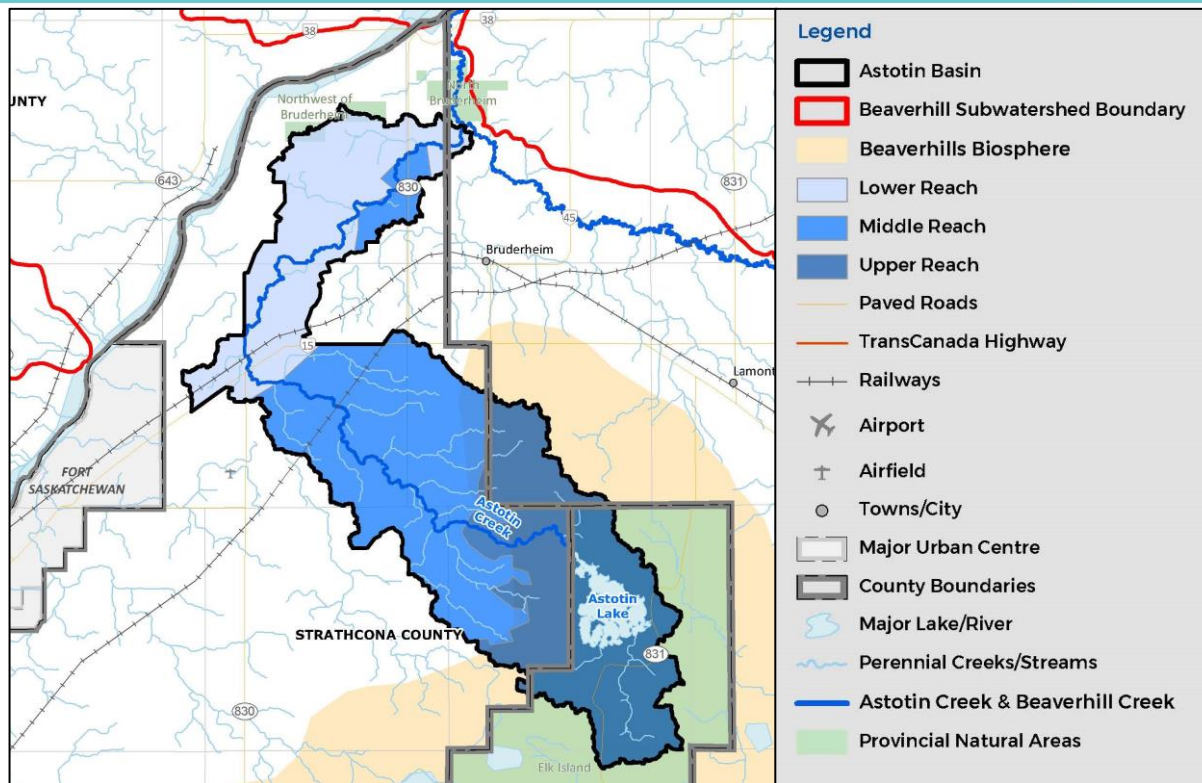 38
38
UNTY
Northwest of
Bruderheim
North
Bruderheim
643
830
831
45
Bruderheim
15
Lamont
FORT
SASKATCHEWAN
Astotin
Creek
Astotin
Lake
STRATHCONA COUNTY
831
830
Elk Island
Legend
Astotin Basin
Beaverhill Subwatershed Boundary
Beaverhills Biosphere
Lower Reach
Middle Reach
Upper Reach
Paved Roads
TransCanada Highway
Railways
Airport
Airfield
Towns/City
Major Urban Centre
County Boundaries
Major Lake/River
Perennial Creeks/Streams
Astotin Creek & Beaverhill Creek
Provincial Natural Areas